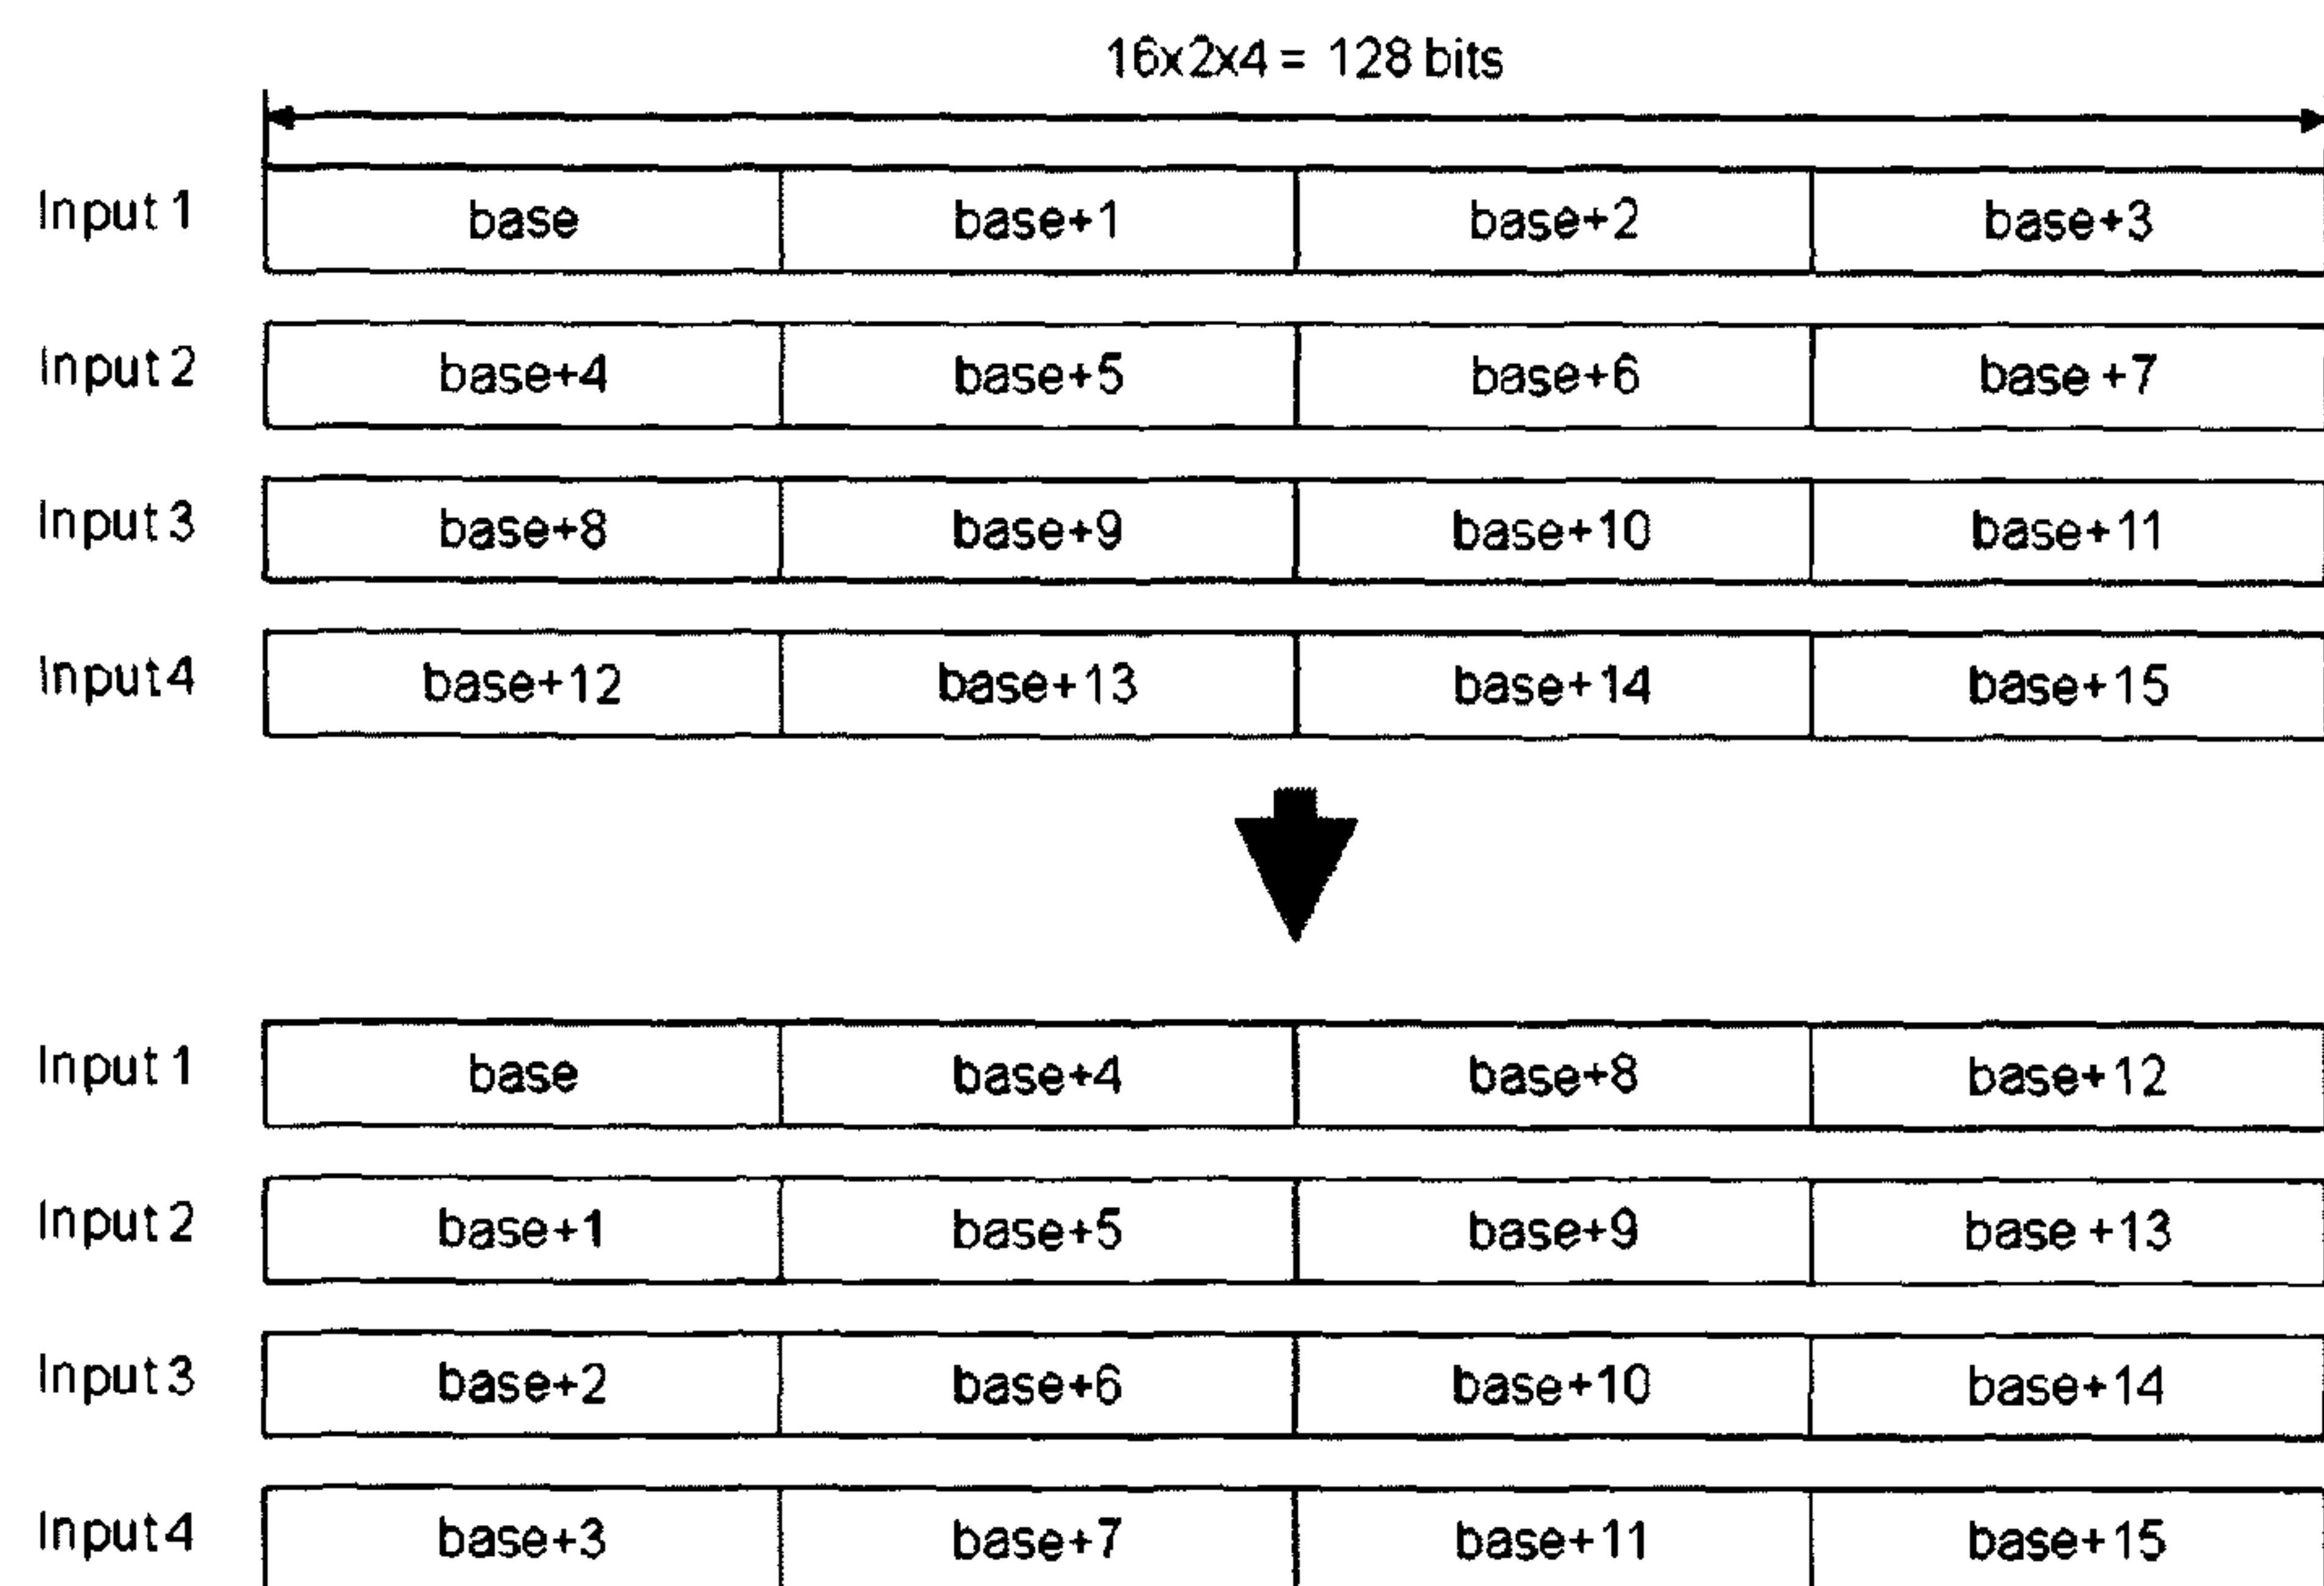 16x2x4 = 128 bits
Input 1 base base+1 base+2 base+3
Input 2 base+4 base+5 base+6 base +7
Input 3 base+8 base+9 base+10 base+11
Input 4 base+12 base+13 base+14 base+15
Input 1 base base+4 base+8 base+12
Input 2 base+1 base+5 base+9 base +13
Input 3 base+2 base+6 base+10 base+14
Input 4 base+3 base+7 base+11 base+15